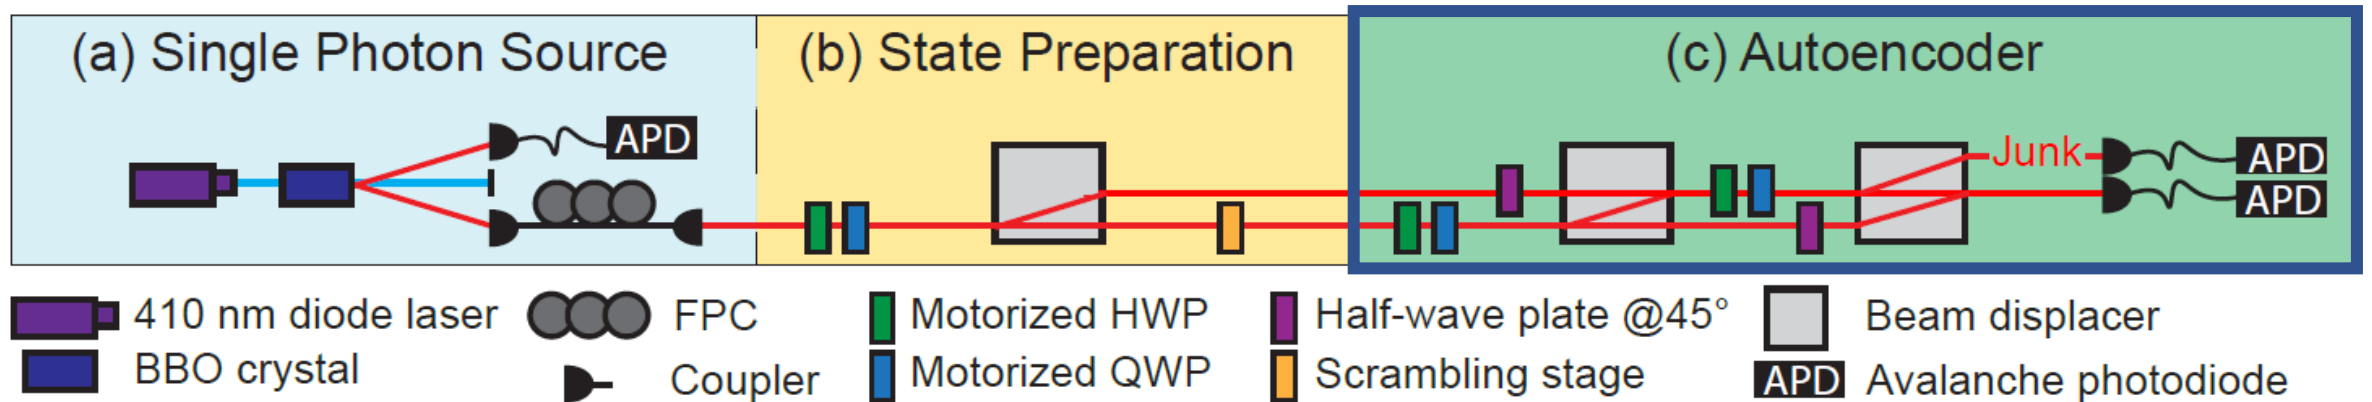 (a) Single Photon Source
(b) State Preparation
(c) Autoencoder
APD
Junk
APD
APD
410 nm diode laser
FPC
Motorized HWP
Half-wave plate @45°
Beam displacer
BBO crystal
Coupler
Motorized QWP
Scrambling stage
APD
Avalanche photodiode